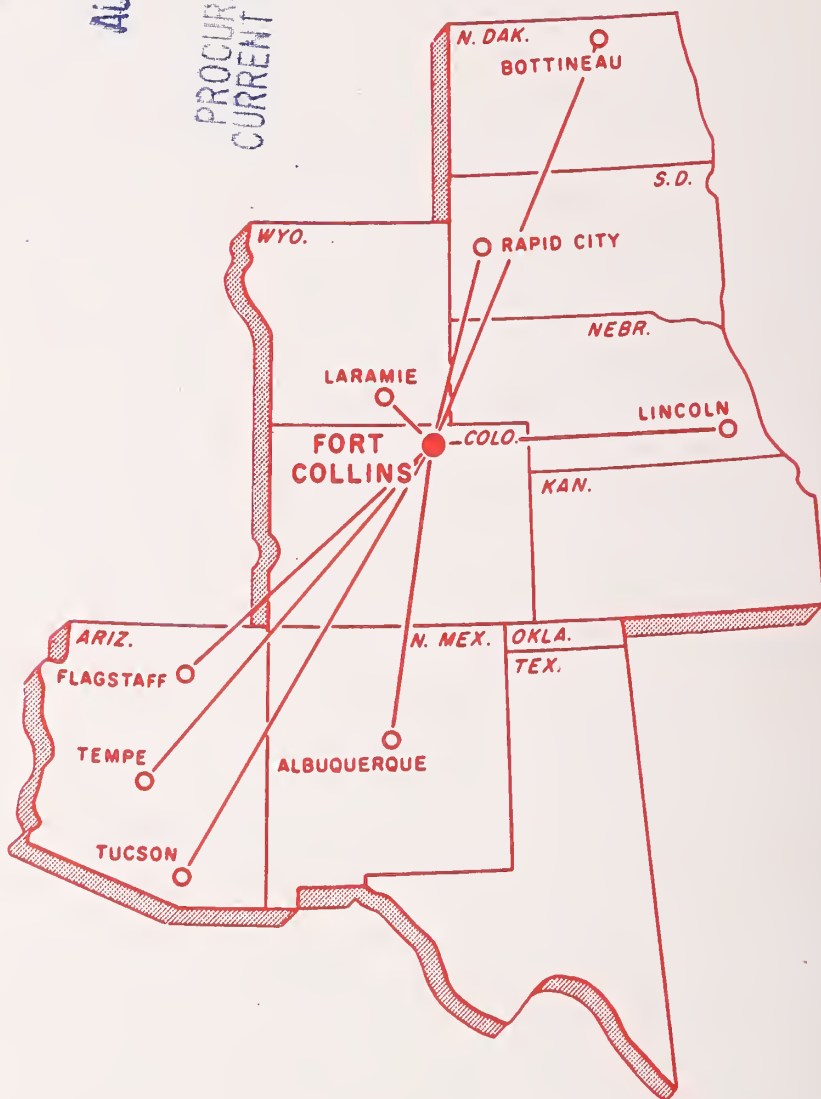 PROCUR
CURRENT
N. DAK.
BOTTINEAU
S.D.
WYO.
RAPID CITY
NEBR.
LARAMIE
LINCOLN
FORT
COLLINS
COLO.
KAN.
ARIZ.
N. MEX.
OKLA.
TEX.
FLAGSTAFF
TEMPE
ALBUQUERQUE
TUCSON